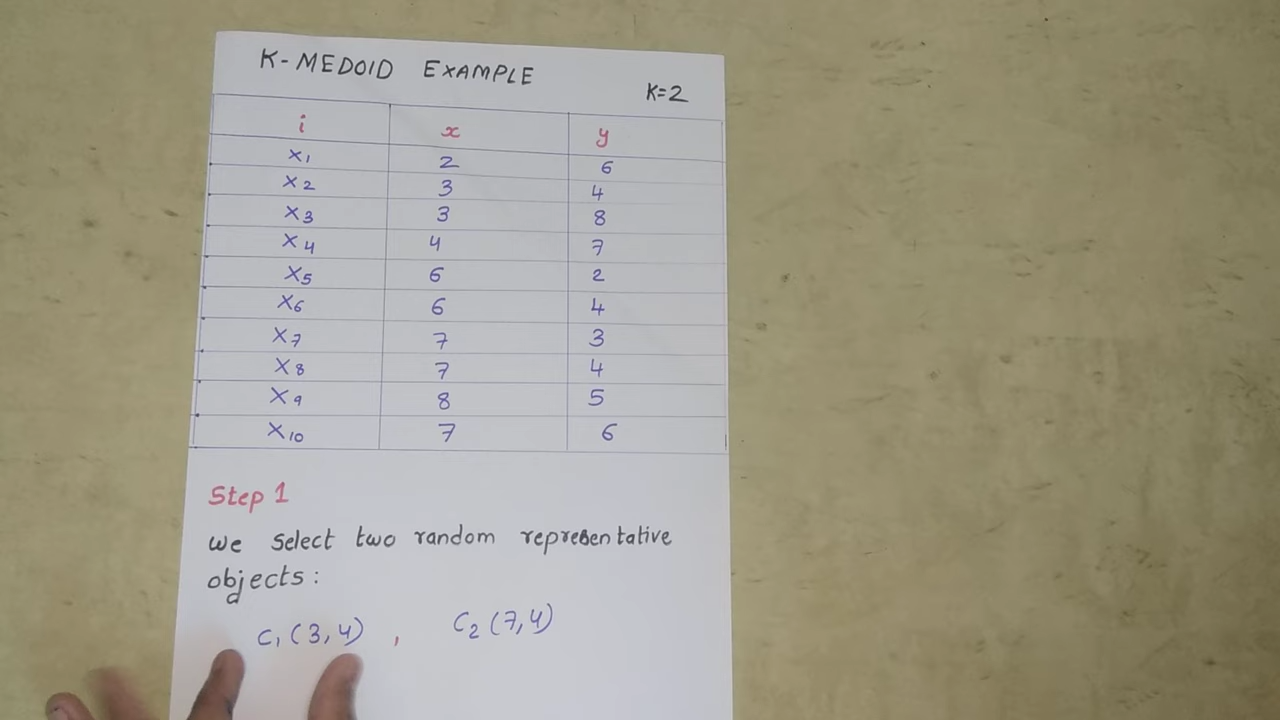 K-MEDOID EXAMPLE
K=2
i x y
X1 2 6
X2 3 4
X3 3 8
X4 4 7
X5 6 2
X6 6 4
X7 7 3
X8 7 4
X9 8 5
X10 7 6
Step 1
we select two random representative
objects:
C1 (3,4) , C2 (7,4)